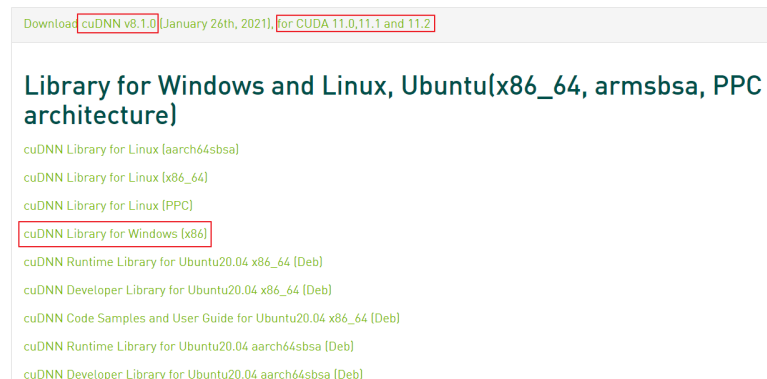 Download cuDNN v8.1.0 (January 26th, 2021), for CUDA 11.0,11.1 and 11.2
Library for Windows and Linux, Ubuntu(x86_64, armsbsa, PPC
architecture)
cuDNN Library for Linux (aarch64sbsa)
cuDNN Library for Linux (x86_64)
cuDNN Library for Linux (PPC)
cuDNN Library for Windows (x86)
cuDNN Runtime Library for Ubuntu20.04 x86_64 (Deb)
cuDNN Developer Library for Ubuntu20.04 x86_64 (Deb)
cuDNN Code Samples and User Guide for Ubuntu20.04 x86_64 (Deb)
cuDNN Runtime Library for Ubuntu20.04 aarch64sbsa (Deb)
cuDNN Developer Library for Ubuntu20.04 aarch64sbsa (Deb)